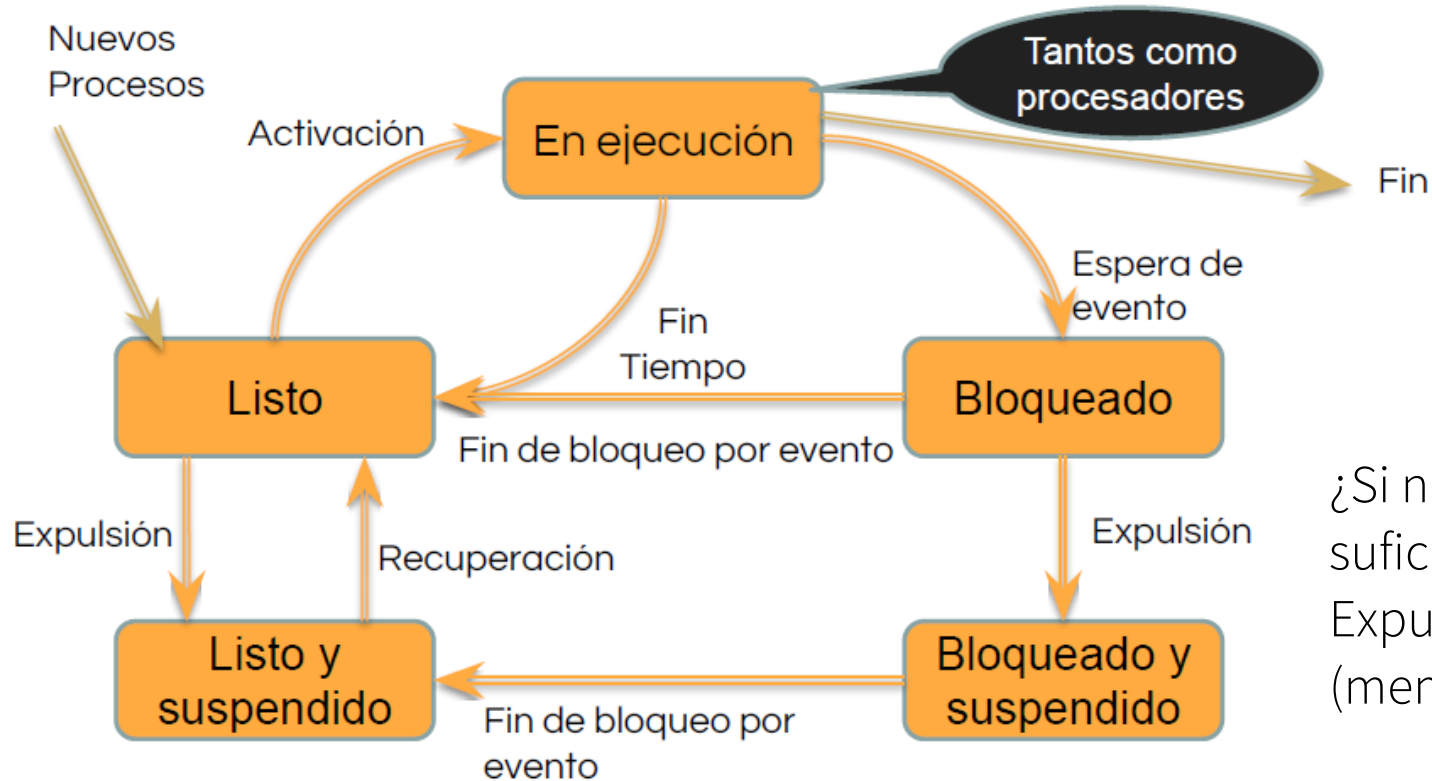 Nuevos
Procesos
Tantos como
procesadores
Activación
En ejecución
Fin
Espera de
evento
Fin
Tiempo
Listo
Bloqueado
Fin de bloqueo por evento
¿Si n
sufic
Expu
(mer
Expulsión
Recuperación
Expulsión
Listo y
suspendido
Bloqueado y
suspendido
Fin de bloqueo por
evento